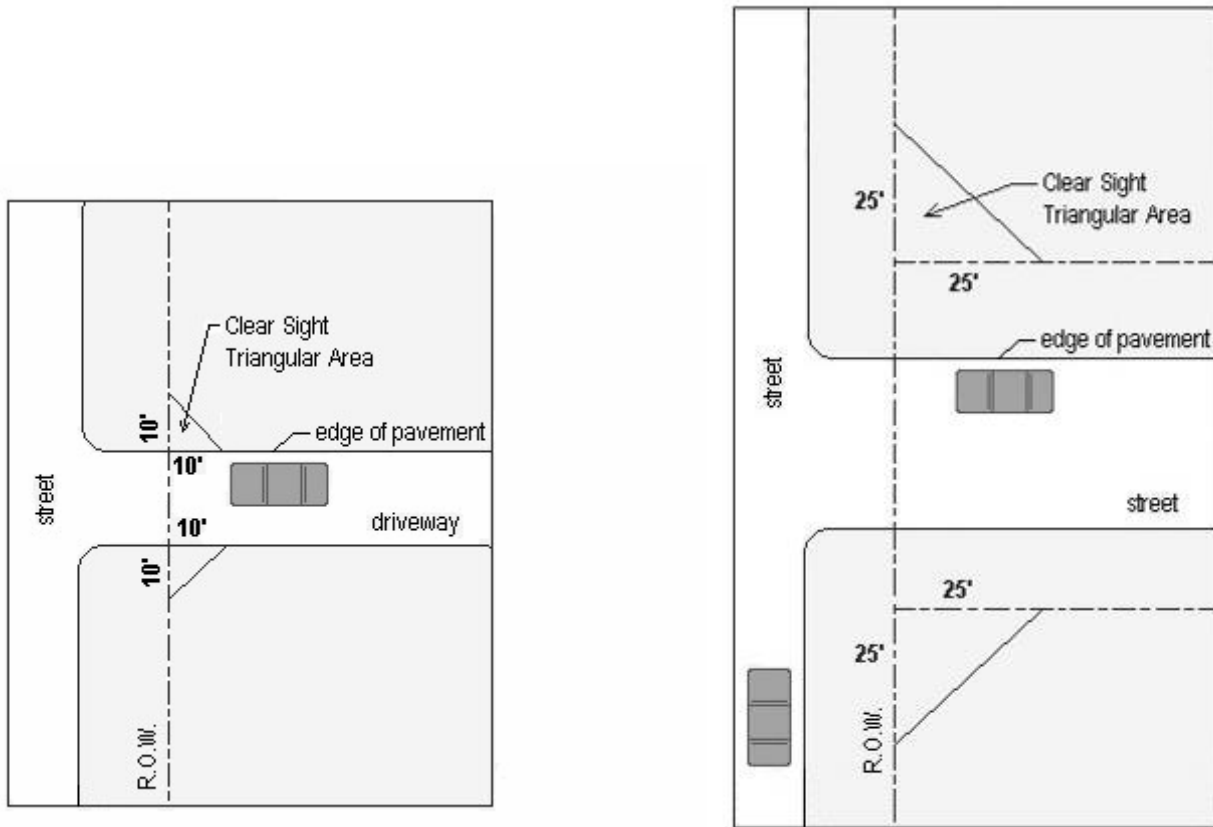 Clear Sight
Triangular Area
10'
edge of pavement
10'
street
10'
driveway
10'
R.O.W.
Clear Sight
25'
Triangular Area
25'
edge of pavement
street
street
25'
25'
R.O.W.